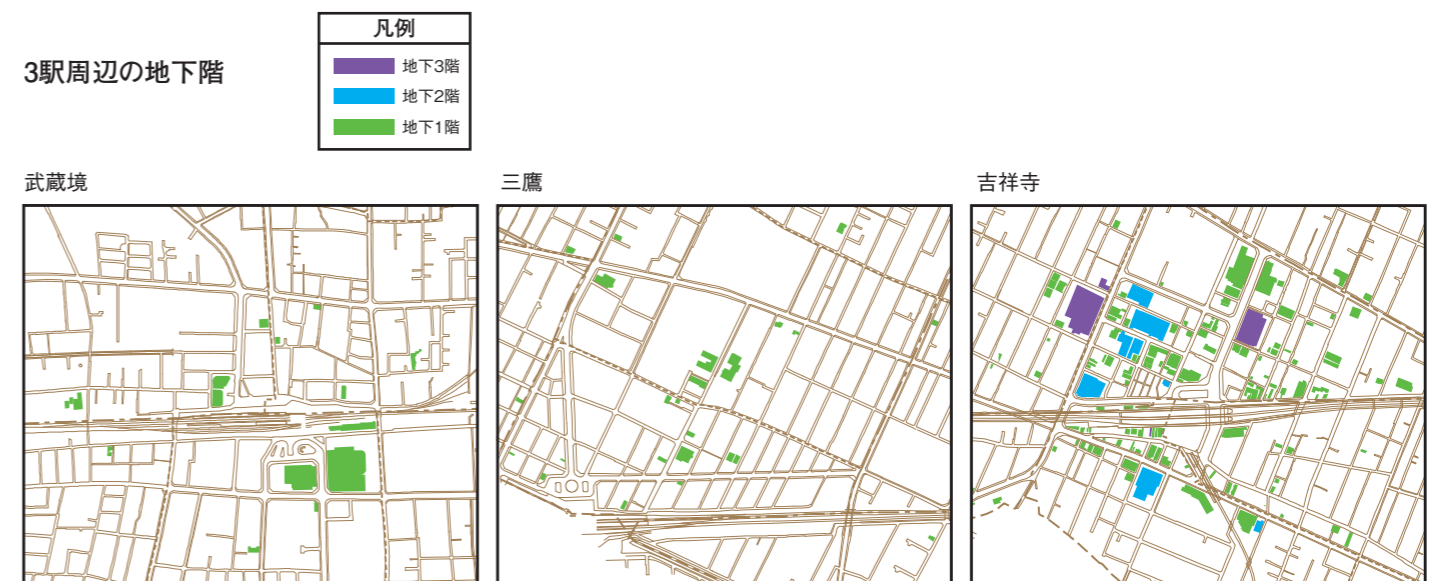 凡例
3駅周辺の地下階
地下3階
地下2階
地下1階
武蔵境
三鷹
吉祥寺